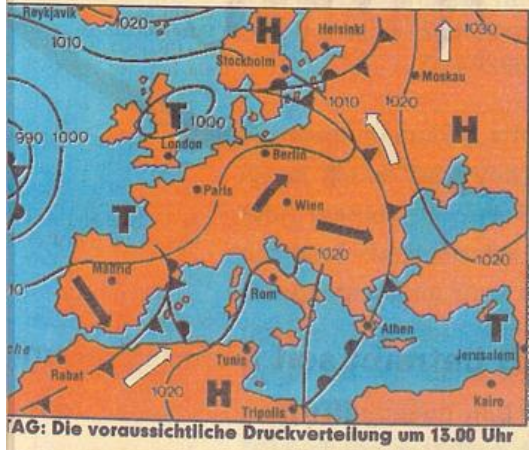 Reykjavik
1020
1030
1010
H
Helsinki
Stockholm
Moskau
1010
1020
990
1000
T
1000
H
London
Berlin
Paris
Wien
T
1020
1020
Madrid
Rom
10
Athen
T
Jerusalem
Tunis
Rabat
1020
H
Kairo
Tripolis
TAG: Die voraussichtliche Druckverteilung um 13.00 Uhr